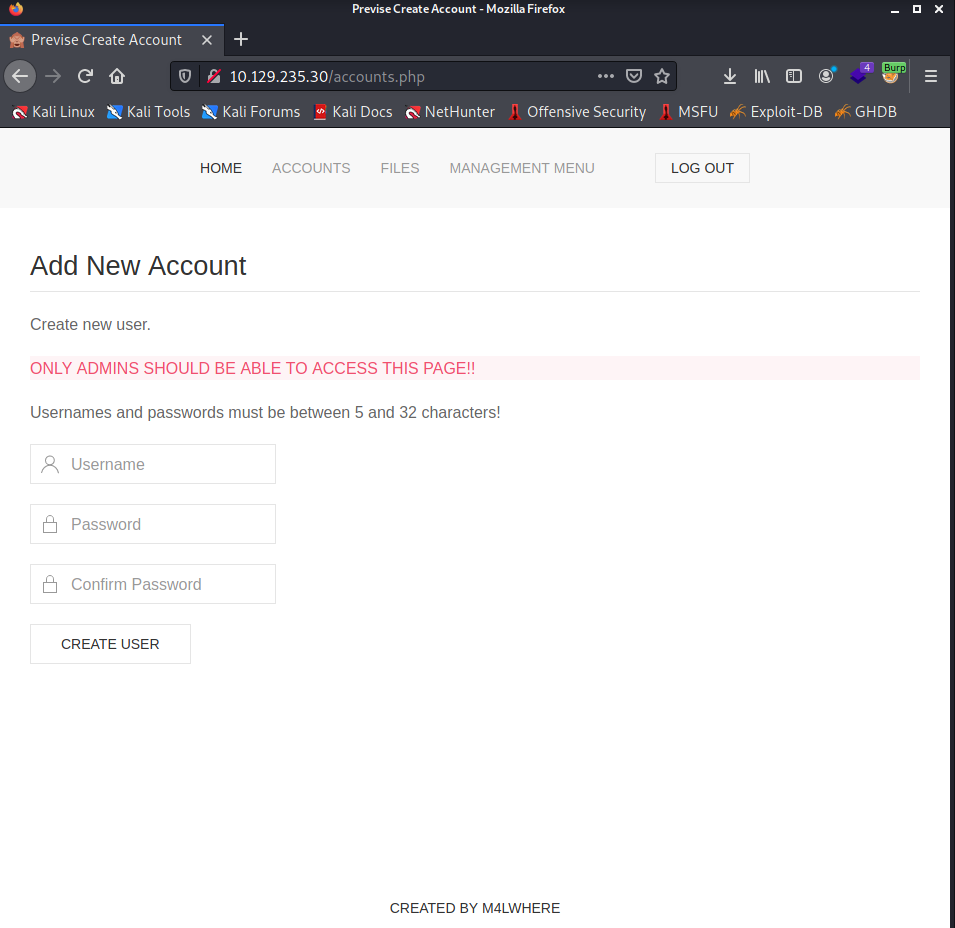 Previse Create Account - Mozilla Firefox
Previse Create Account
10.129.235.30/accounts.php
4
Burp
Kali Linux Kali Tools Kali Forums Kali Docs NetHunter Offensive Security MSFU Exploit-DB GHDB
HOME ACCOUNTS FILES MANAGEMENT MENU LOG OUT
Add New Account
Create new user.
ONLY ADMINS SHOULD BE ABLE TO ACCESS THIS PAGE!!
Usernames and passwords must be between 5 and 32 characters!
Username
Password
Confirm Password
CREATE USER
CREATED BY M4LWHERE